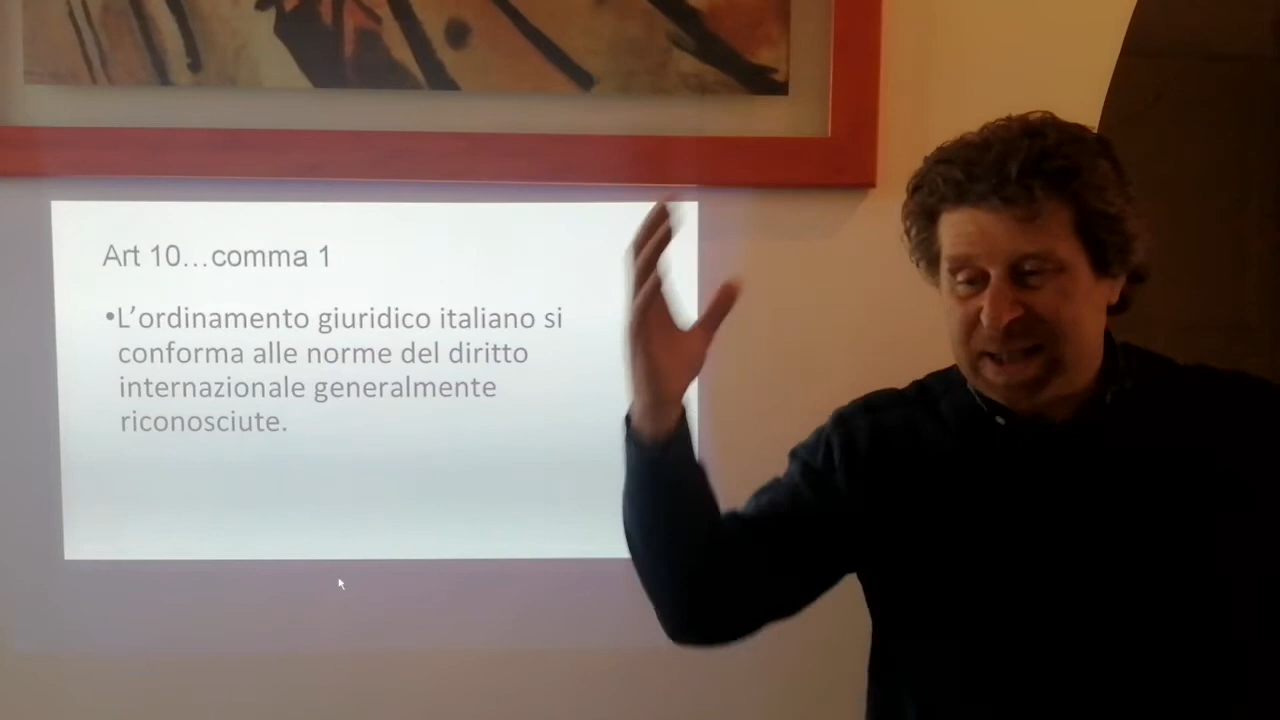 Art 10…comma 1
•L’ordinamento giuridico italiano si
conforma alle norme del diritto
internazionale generalmente
riconosciute.